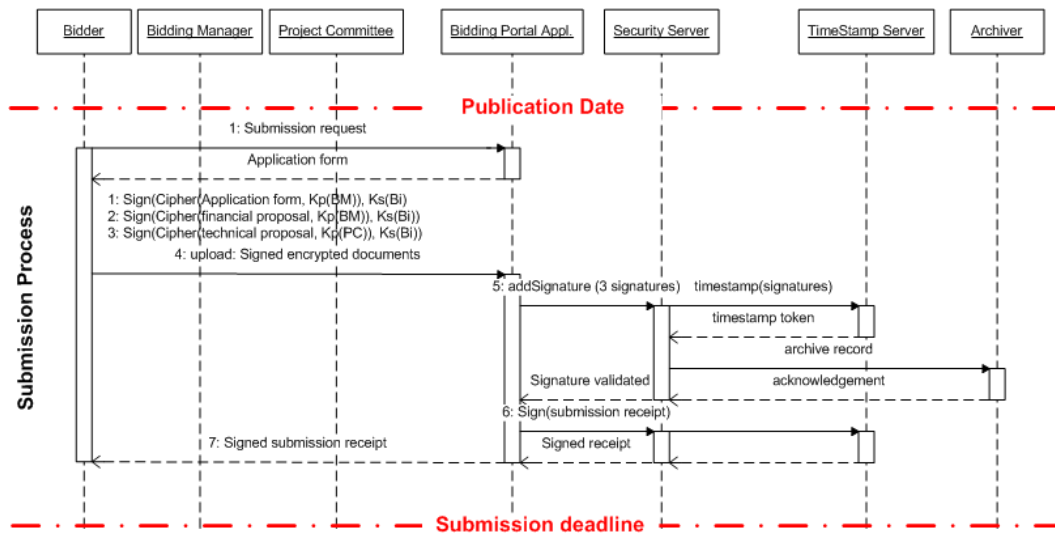 Bidder
Bidding Manager
Project Committee
Bidding Portal Appl.
Security Server
TimeStamp Server
Archiver
Publication Date
Submission Process
1: Submission request
Application form
1: Sign(Cipher(Application form, Kp(BM)), Ks(Bi)
2: Sign(Cipher(financial proposal, Kp(BM)), Ks(Bi))
3: Sign(Cipher(technical proposal, Kp(PC)), Ks(Bi))
4: upload: Signed encrypted documents
5: addSignature (3 signatures)
timestamp(signatures)
timestamp token
archive record
Signature validated
acknowledgement
6: Sign(submission receipt)
7: Signed submission receipt
Signed receipt
Submission deadline